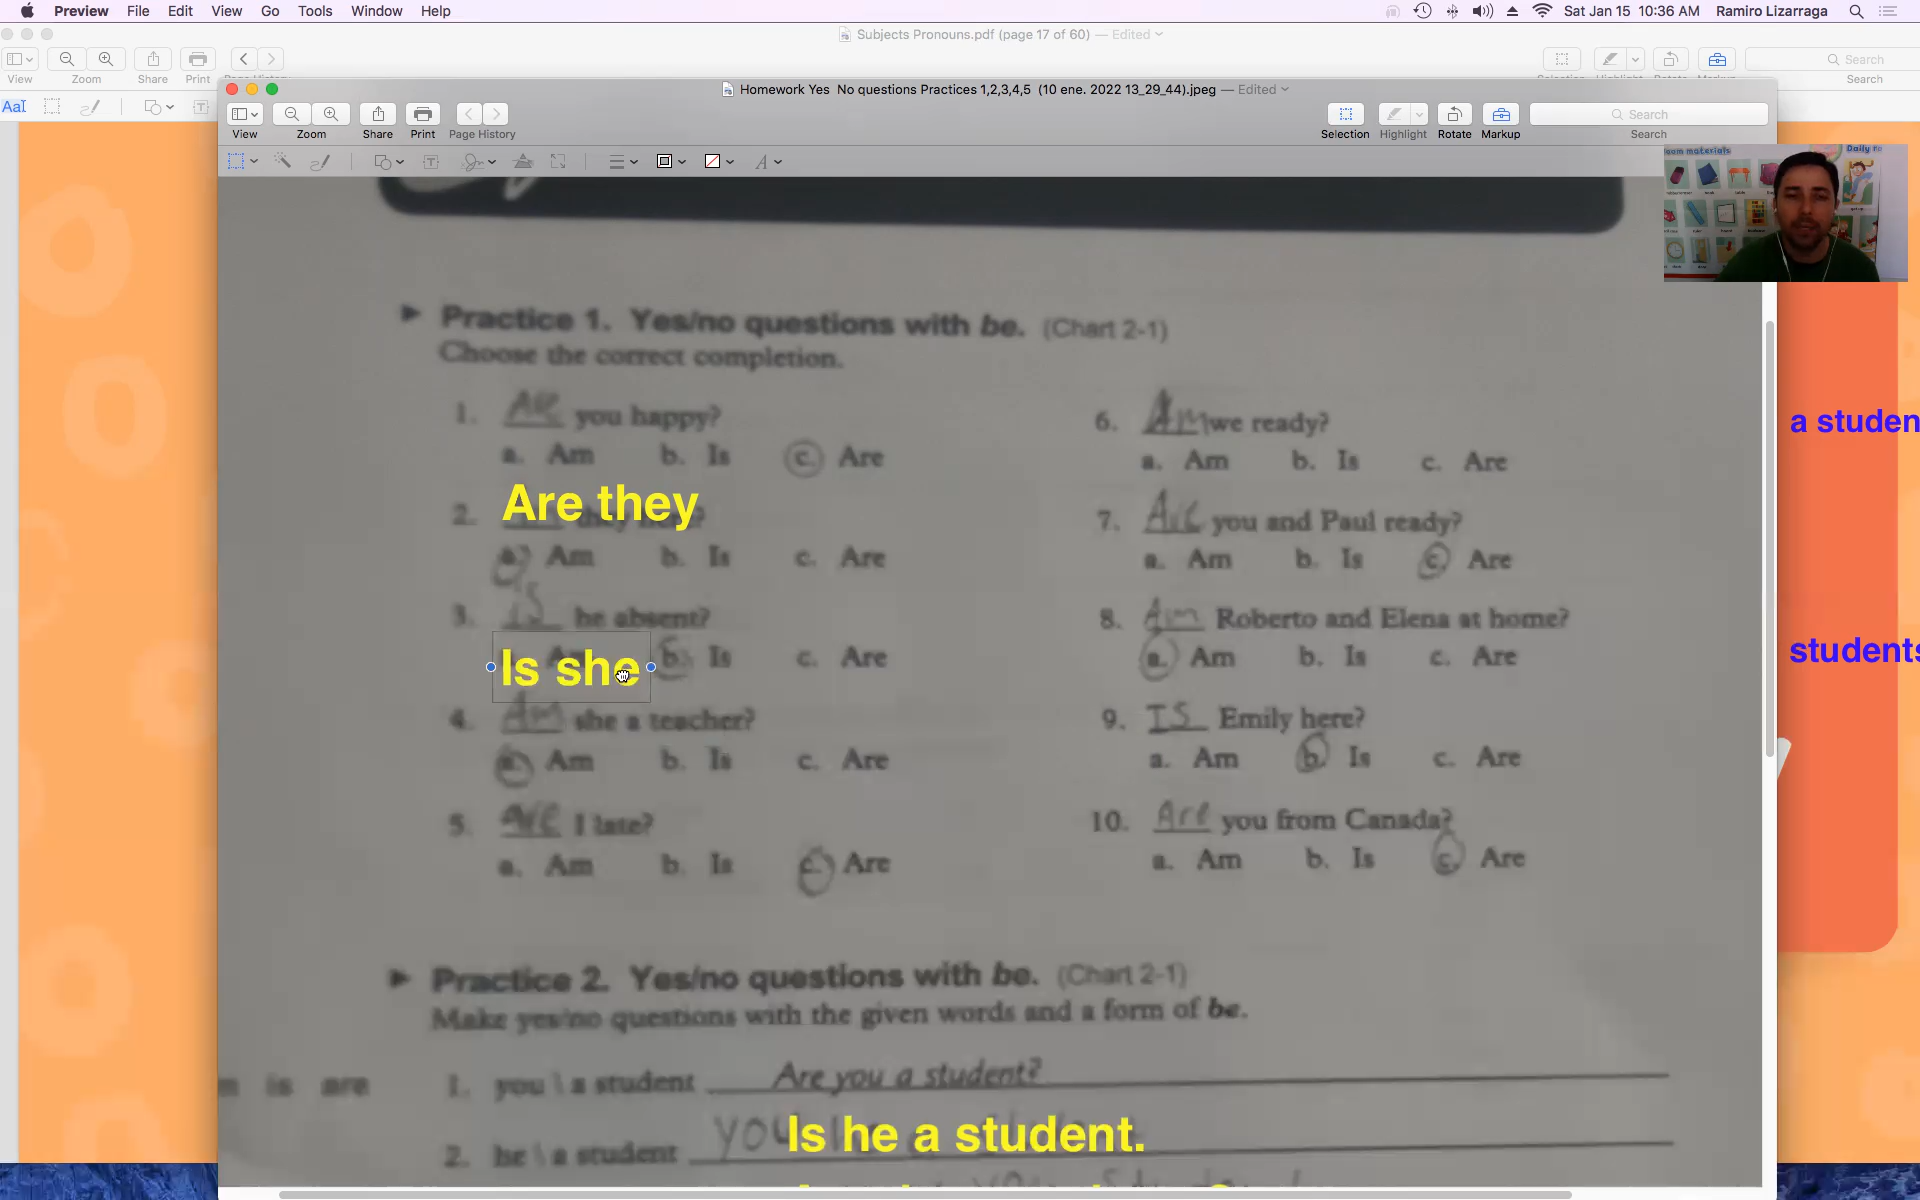 Preview File Edit View Go Tools Window Help Sat Jan 15 10:36 AM Ramiro Lizarraga
Subjects Pronouns.pdf (page 17 of 60) — Edited
View Zoom Share Print Search
Search
Homework Yes No questions Practices 1,2,3,4,5 (10 ene. 2022 13_29_44).jpeg — Edited
Search
View Zoom Share Print Page History Selection Highlight Rotate Markup Search
Practice 1. Yes/no questions with be. (Chart 2-1)
Choose the correct completion.
1. Are you happy?
a. Am b. Is c. Are
Are they
2.
a. Am b. Is c. Are
3. Is he absent?
Is she
b. Is c. Are
4. Am she a teacher?
a. Am b. Is c. Are
5. Are I late?
a. Am b. Is c. Are
6. Am we ready?
a. Am b. Is c. Are
7. Are you and Paul ready?
a. Am b. Is c. Are
8. Am Roberto and Elena at home?
a. Am b. Is c. Are
9. IS Emily here?
a. Am b. Is c. Are
10. Are you from Canada?
a. Am b. Is c. Are
Practice 2. Yes/no questions with be. (Chart 2-1)
Make yes/no questions with the given words and a form of be.
is are
1. you \ a student Are you a student?
2. he \ a student Is he a student.
a studen
students